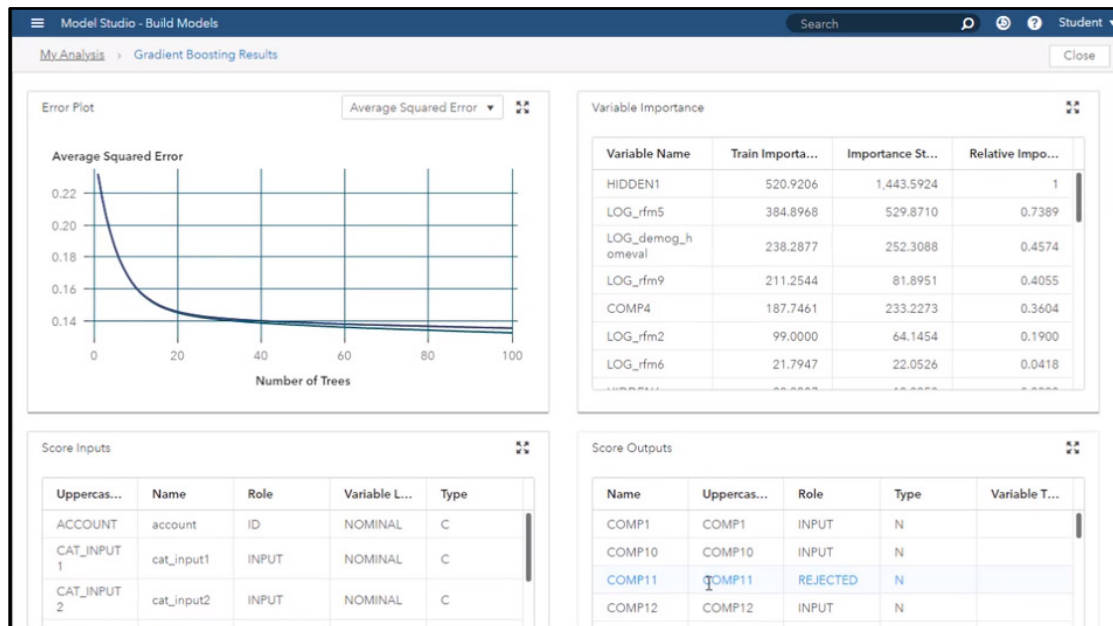 Model Studio - Build Models
Search
Student
My Analysis › Gradient Boosting Results
Close
Error Plot
Average Squared Error
Average Squared Error
0.22
0.20
0.18
0.16
0.14
0 20 40 60 80 100
Number of Trees
Variable Importance
Variable Name Train Importa... Importance St... Relative Impo...
HIDDEN1 520.9206 1,443.5924 1
LOG_rfm5 384.8968 529.8710 0.7389
LOG_demog_h
omeval 238.2877 252.3088 0.4574
LOG_rfm9 211.2544 81.8951 0.4055
COMP4 187.7461 233.2273 0.3604
LOG_rfm2 99.0000 64.1454 0.1900
LOG_rfm6 21.7947 22.0526 0.0418
Score Inputs
Uppercas... Name Role Variable L... Type
ACCOUNT account ID NOMINAL C
CAT_INPUT
1 cat_input1 INPUT NOMINAL C
CAT_INPUT
2 cat_input2 INPUT NOMINAL C
Score Outputs
Name Uppercas... Role Type Variable T...
COMP1 COMP1 INPUT N
COMP10 COMP10 INPUT N
COMP11 COMP11 REJECTED N
COMP12 COMP12 INPUT N